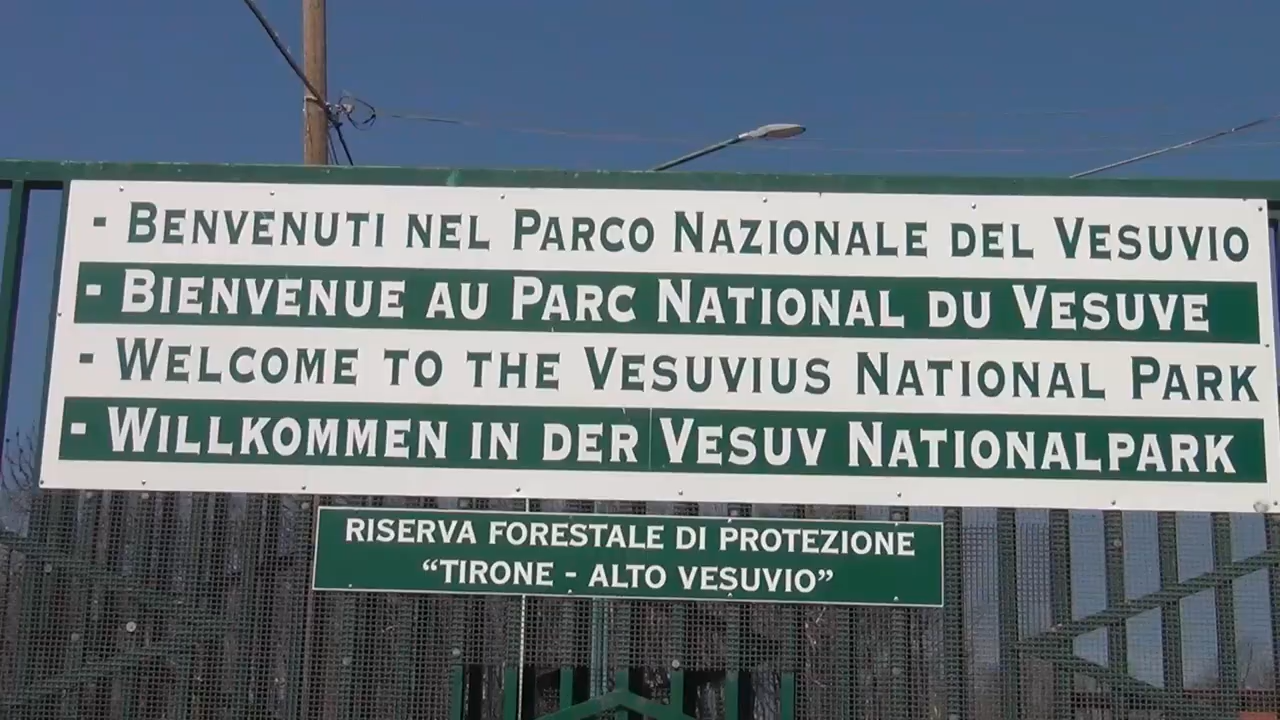 - BENVENUTI NEL PARCO NAZIONALE DEL VESUVIO
- BIENVENUE AU PARC NATIONAL DU VESUVE
- WELCOME TO THE VESUVIUS NATIONAL PARK
- WILLKOMMEN IN DER VESUV NATIONALPARK
RISERVA FORESTALE DI PROTEZIONE
“TIRONE - ALTO VESUVIO”